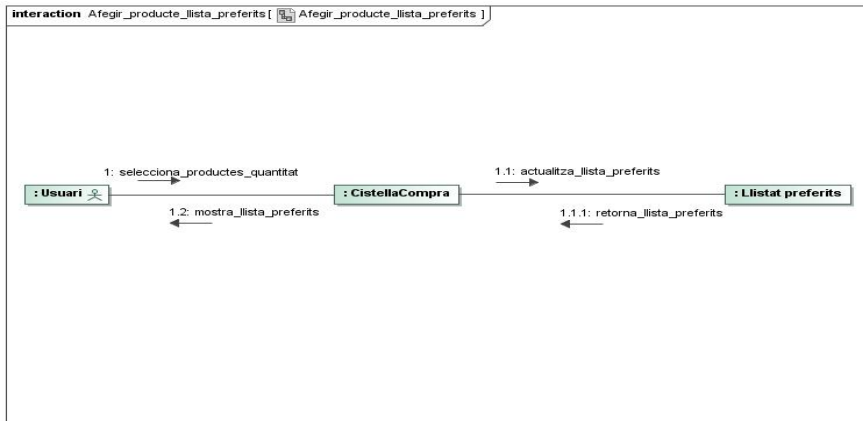 interaction Afegir_producte_llista_preferits [ Afegir_producte_llista_preferits ]
1: selecciona_productes_quantitat
1.1: actualitza_llista_preferits
: Usuari
: CistellaCompra
: Llistat preferits
1.2: mostra_llista_preferits
1.1.1: retorna_llista_preferits